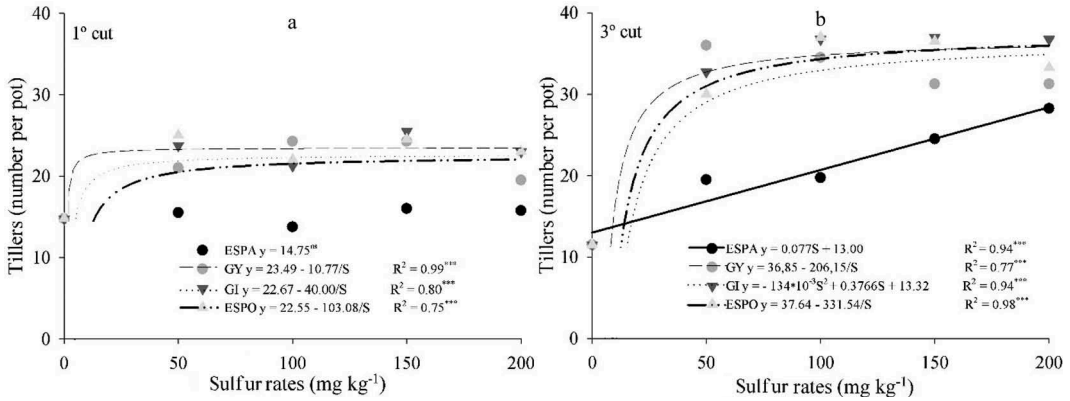 a
1º cut
40
30
20
10
0
Tillers (number per pot)
ESPA y = 14.75ⁿˢ
GY y = 23.49 - 10.77/S R² = 0.99***
GI y = 22.67 - 40.00/S R² = 0.80***
ESPO y = 22.55 - 103.08/S R² = 0.75***
0 50 100 150 200
Sulfur rates (mg kg⁻¹)
b
3º cut
40
30
20
10
0
Tillers (number per pot)
ESPA y = 0.077S + 13.00 R² = 0.94***
GY y = 36,85 - 206,15/S R² = 0.77***
GI y = - 134*10⁻³S² + 0.3766S + 13.32 R² = 0.94***
ESPO y = 37.64 - 331.54/S R² = 0.98***
0 50 100 150 200
Sulfur rates (mg kg⁻¹)